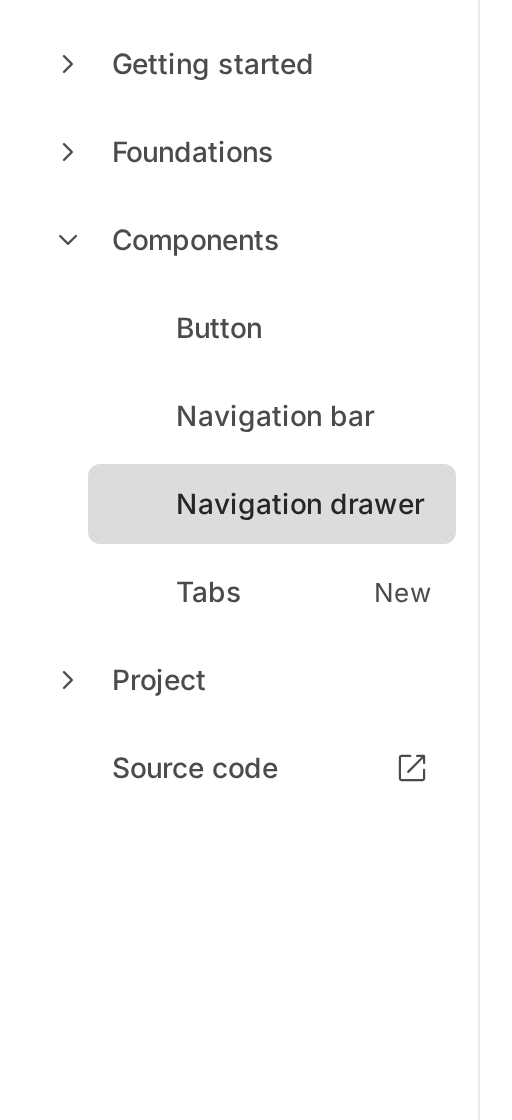 Getting started
Foundations
Components
Button
Navigation bar
Navigation drawer
Tabs New
Project
Source code